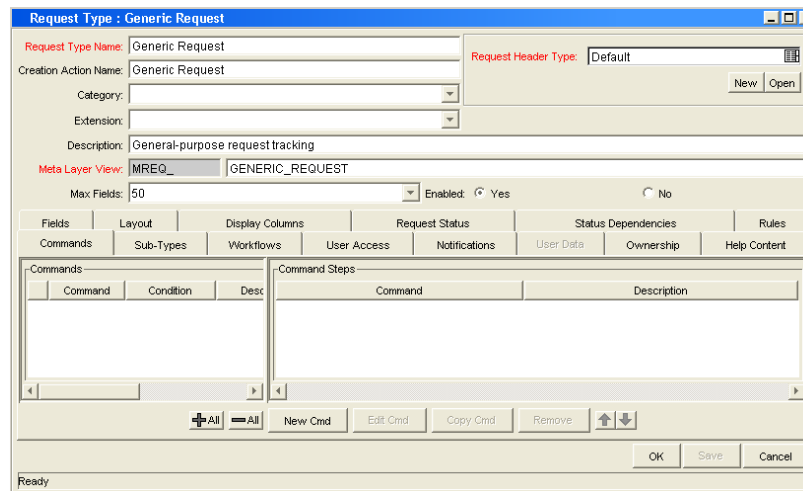 Request Type : Generic Request
Request Type Name: Generic Request
Request Header Type: Default
Creation Action Name: Generic Request
New Open
Category:
Extension:
Description: General-purpose request tracking
Meta Layer View: MREQ_ GENERIC_REQUEST
Max Fields: 50 Enabled: Yes No
Fields Layout Display Columns Request Status Status Dependencies Rules
Commands Sub-Types Workflows User Access Notifications User Data Ownership Help Content
Commands Command Steps
Command Condition Desc Command Description
All All New Cmd Edit Cmd Copy Cmd Remove
OK Save Cancel
Ready